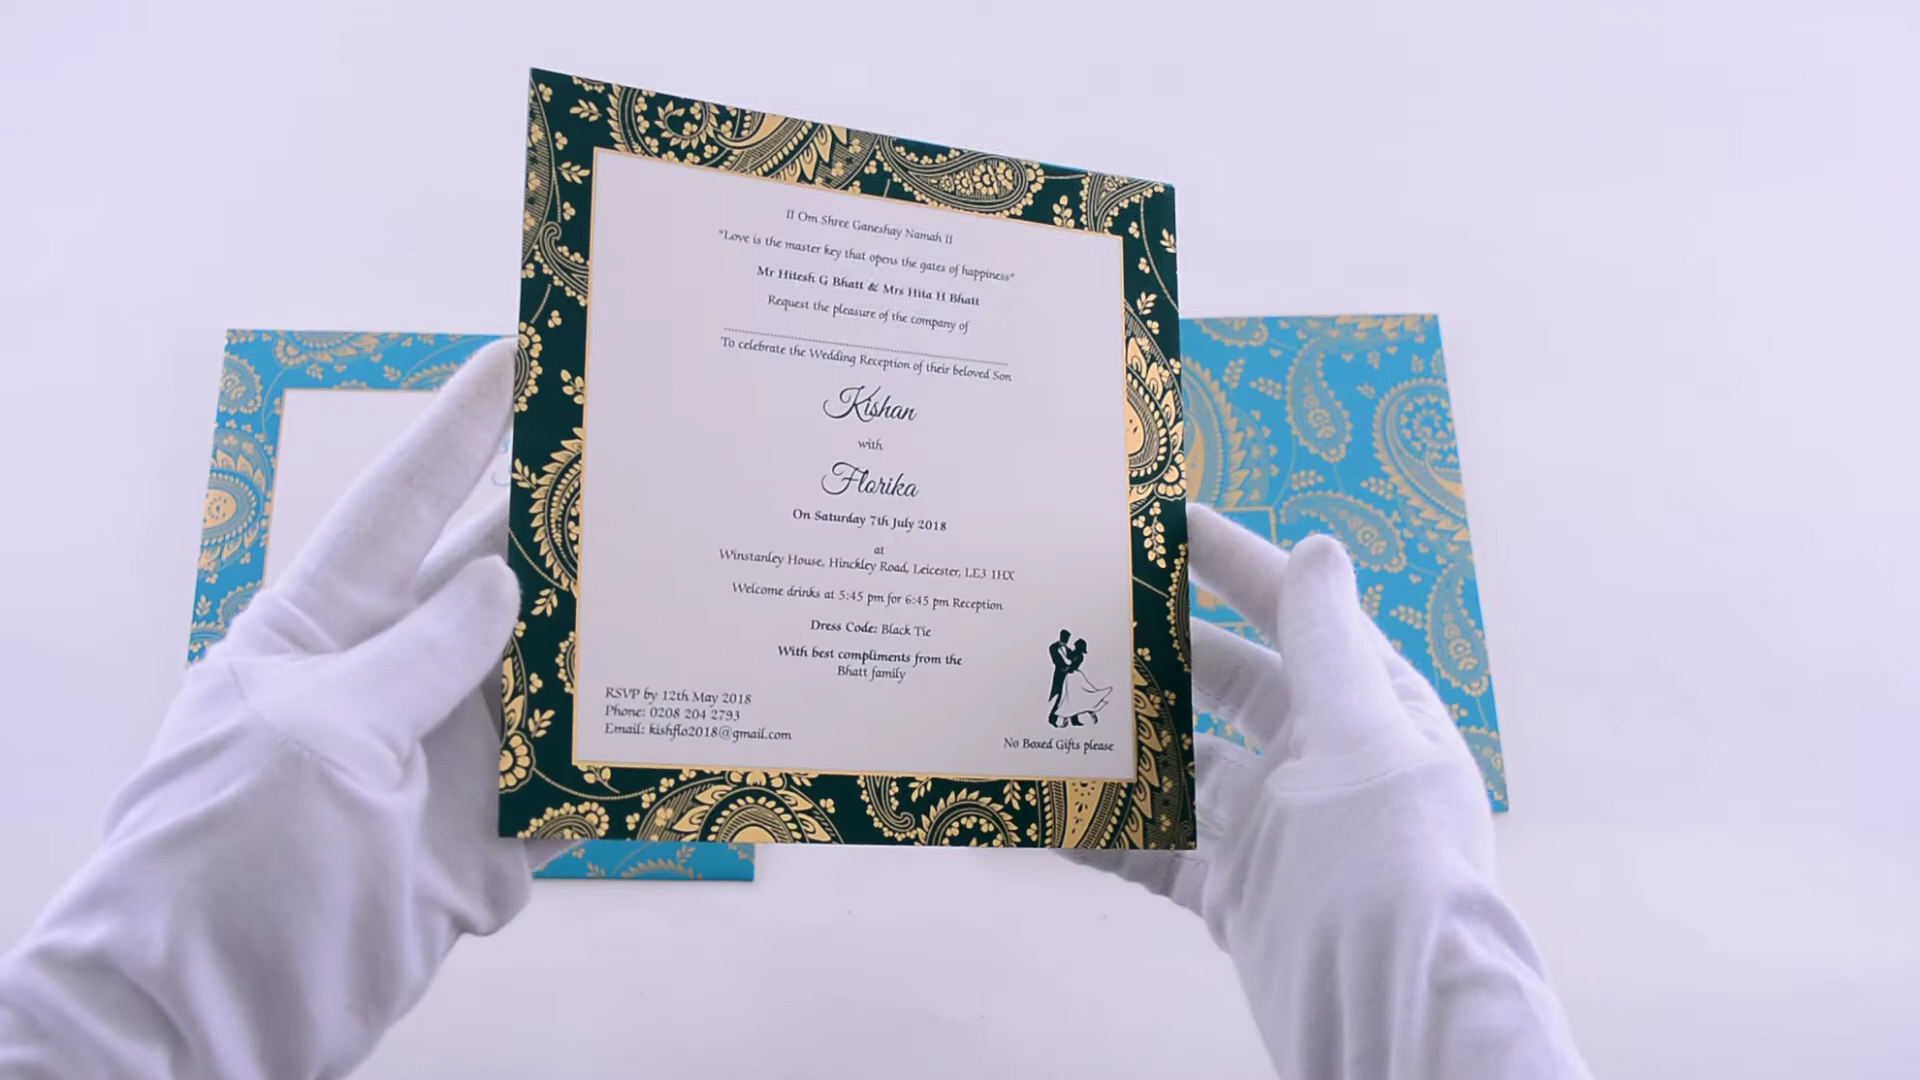 II Om Shree Ganeshay Namah II
"Love is the master key that opens the gates of happiness"
Mr Hitesh G Bhatt & Mrs Hita H Bhatt
Request the pleasure of the company of
To celebrate the Wedding Reception of their beloved Son
Kishan
with
Florika
On Saturday 7th July 2018
at
Winstanley House, Hinckley Road, Leicester, LE3 1HX
Welcome drinks at 5:45 pm for 6:45 pm Reception
Dress Code: Black Tie
With best compliments from the
Bhatt family
RSVP by 12th May 2018
Phone: 0208 204 2793
Email: kishflo2018@gmail.com
No Boxed Gifts please